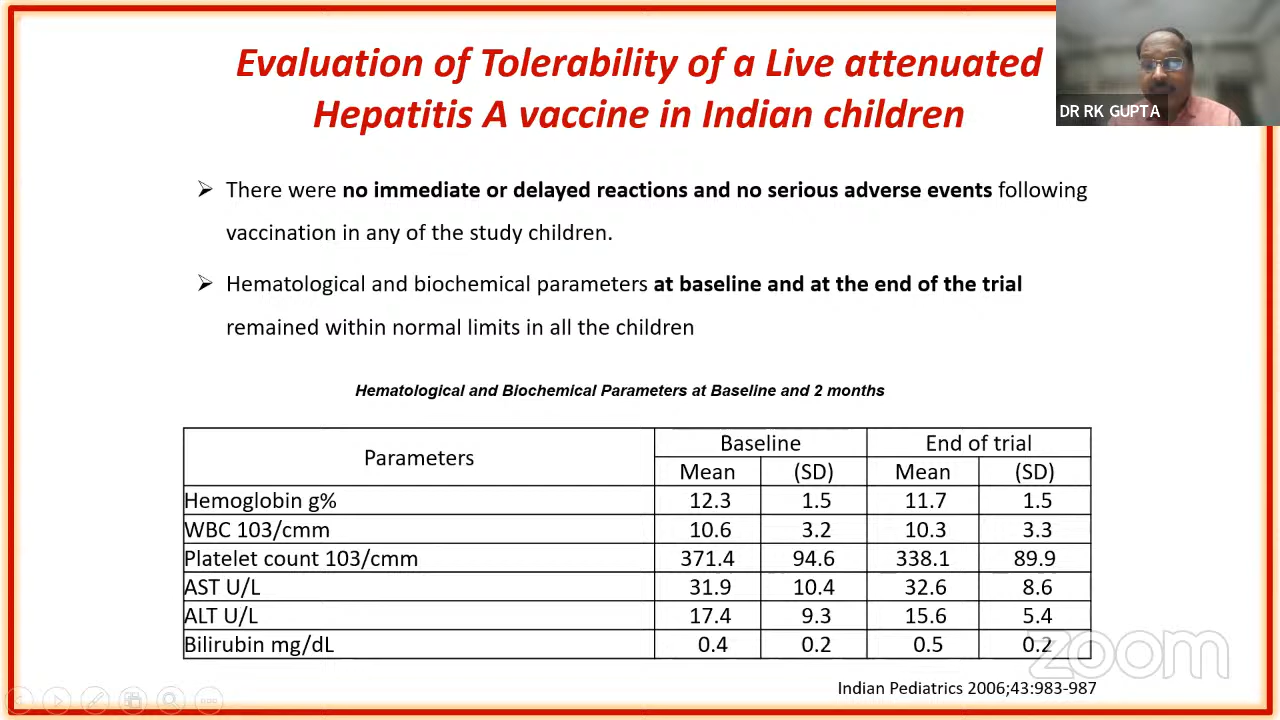 Evaluation of Tolerability of a Live attenuated
Hepatitis A vaccine in Indian children
DR RK GUPTA
There were no immediate or delayed reactions and no serious adverse events following
vaccination in any of the study children.
Hematological and biochemical parameters at baseline and at the end of the trial
remained within normal limits in all the children
Hematological and Biochemical Parameters at Baseline and 2 months
Parameters Baseline End of trial
Mean (SD) Mean (SD)
Hemoglobin g% 12.3 1.5 11.7 1.5
WBC 103/cmm 10.6 3.2 10.3 3.3
Platelet count 103/cmm 371.4 94.6 338.1 89.9
AST U/L 31.9 10.4 32.6 8.6
ALT U/L 17.4 9.3 15.6 5.4
Bilirubin mg/dL 0.4 0.2 0.5 0.2
zoom
Indian Pediatrics 2006;43:983-987